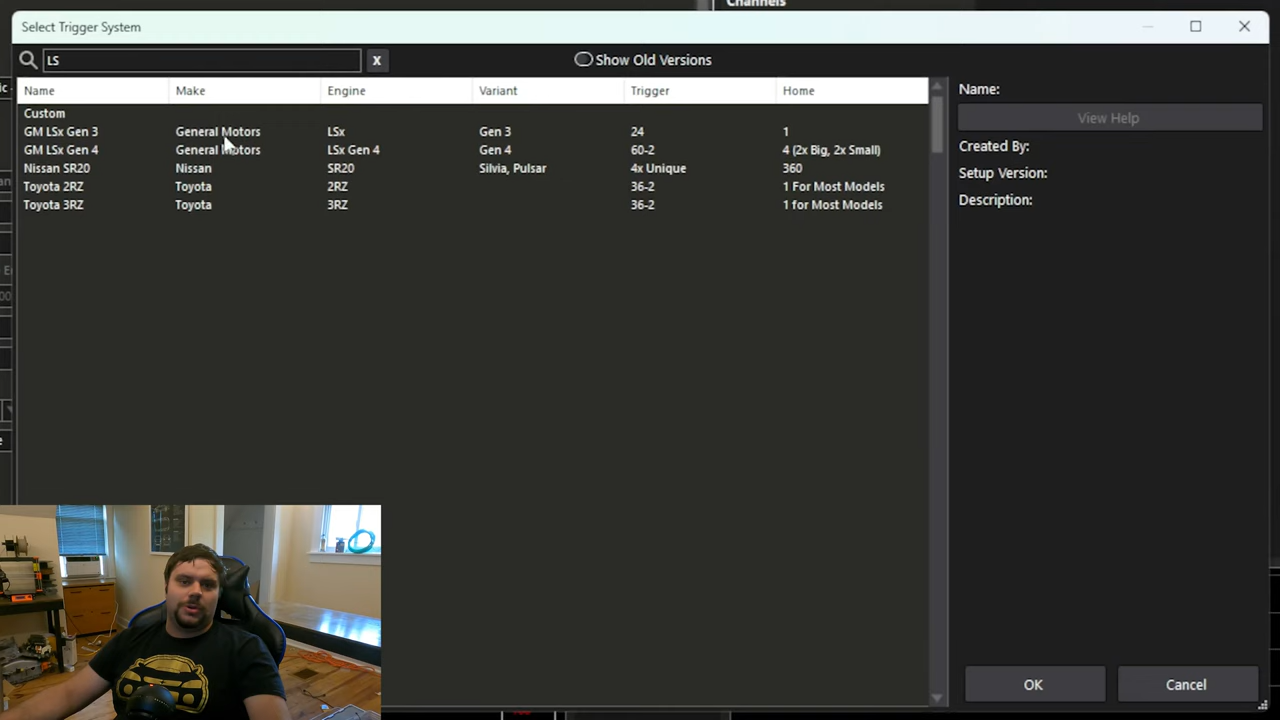 Channels
Select Trigger System
LS X Show Old Versions
Name Make Engine Variant Trigger Home
Custom
GM LSx Gen 3 General Motors LSx Gen 3 24 1
GM LSx Gen 4 General Motors LSx Gen 4 Gen 4 60-2 4 (2x Big, 2x Small)
Nissan SR20 Nissan SR20 Silvia, Pulsar 4x Unique 360
Toyota 2RZ Toyota 2RZ 36-2 1 For Most Models
Toyota 3RZ Toyota 3RZ 36-2 1 for Most Models
Name:
View Help
Created By:
Setup Version:
Description:
OK Cancel